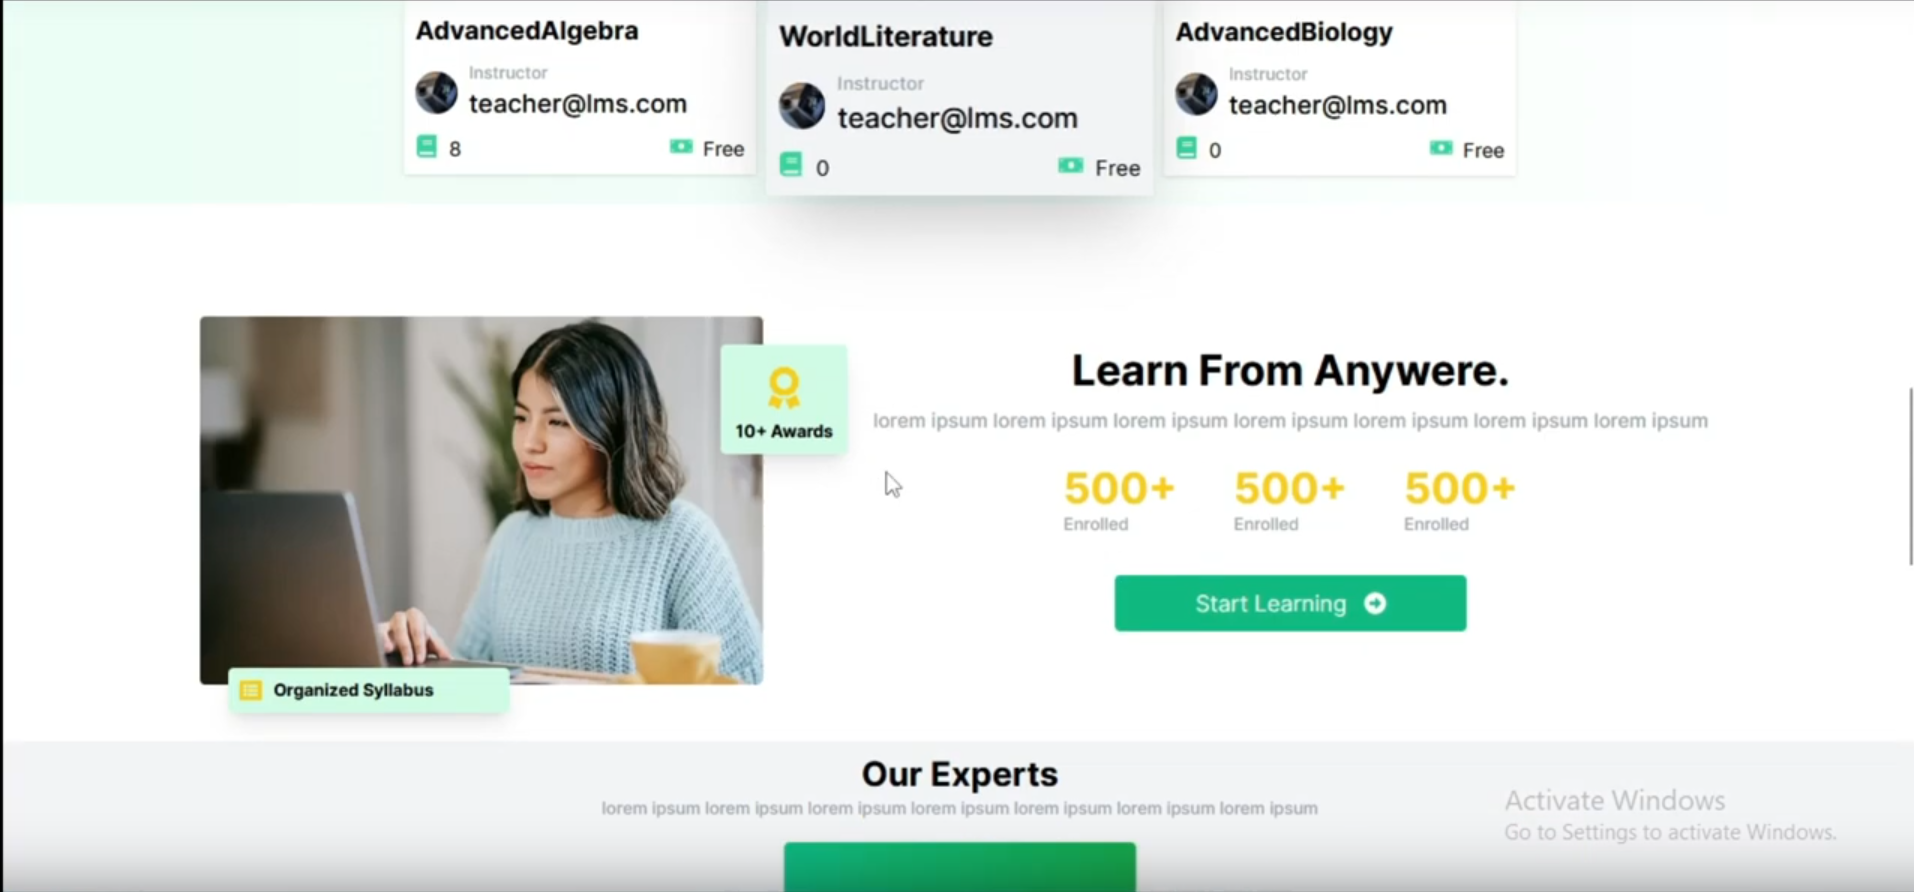 AdvancedAlgebra
Instructor
teacher@lms.com
8
Free
WorldLiterature
Instructor
teacher@lms.com
0
Free
AdvancedBiology
Instructor
teacher@lms.com
0
Free
10+ Awards
Organized Syllabus
Learn From Anywere.
lorem ipsum lorem ipsum lorem ipsum lorem ipsum lorem ipsum lorem ipsum lorem ipsum
500+
Enrolled
500+
Enrolled
500+
Enrolled
Start Learning
Our Experts
lorem ipsum lorem ipsum lorem ipsum lorem ipsum lorem ipsum lorem ipsum lorem ipsum
Activate Windows
Go to Settings to activate Windows.